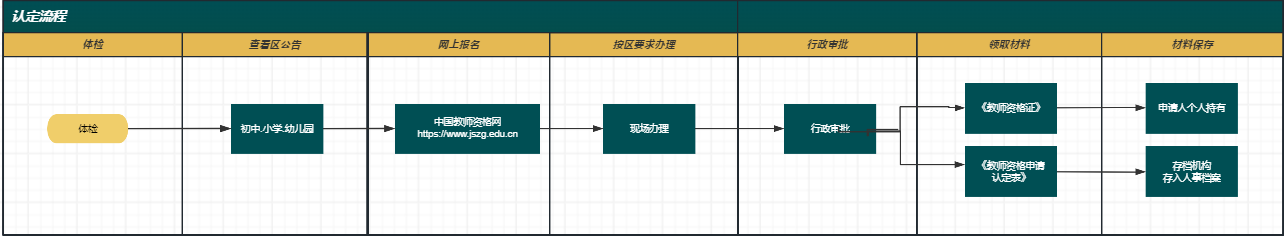 认定流程
体检
查看区公告
网上报名
按区要求办理
行政审批
领取材料
材料保存
体检
初中.小学.幼儿园
中国教师资格网
https://www.jszg.edu.cn
现场办理
行政审批
《教师资格证》
申请人个人持有
《教师资格申请
认定表》
存档机构
存入人事档案